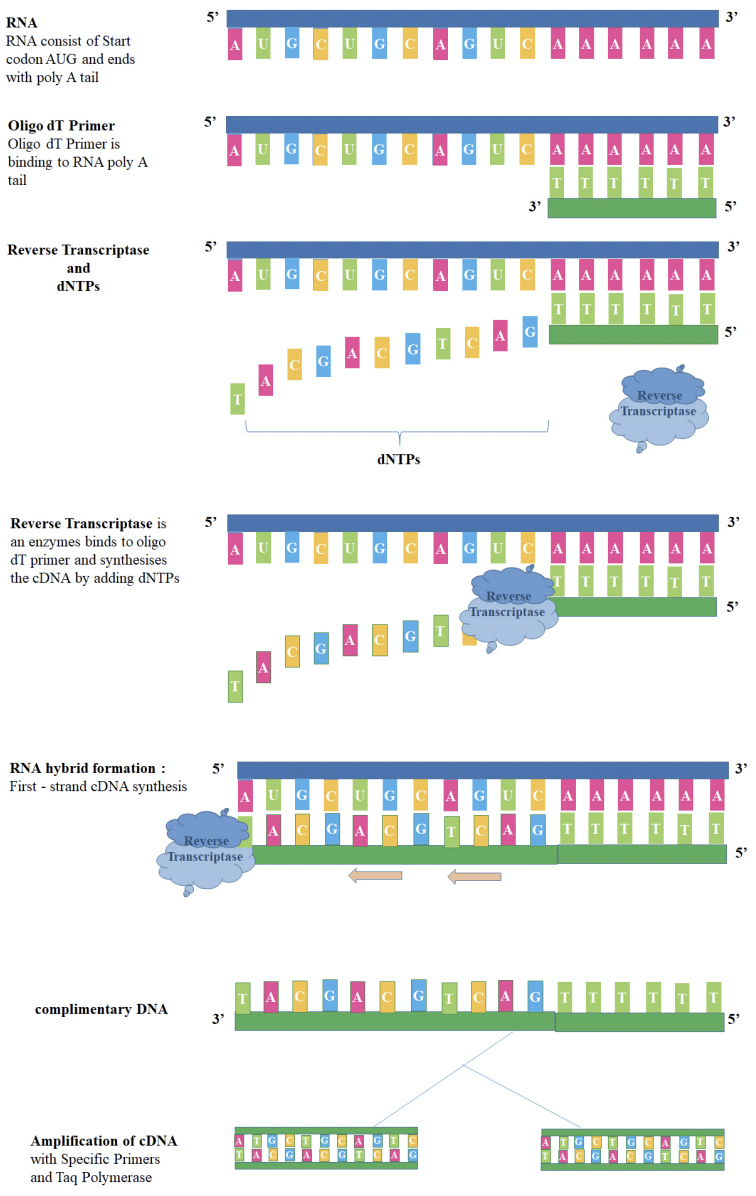 RNA
RNA consist of Start
codon AUG and ends
with poly A tail
5’ 3’
A U G C U G C A G U C A A A A A A
Oligo dT Primer
Oligo dT Primer is
binding to RNA poly A
tail
5’ 3’
A U G C U G C A G U C A A A A A A
T T T T T T
3’ 5’
Reverse Transcriptase
and
dNTPs
5’ 3’
A U G C U G C A G U C A A A A A A
T T T T T T
5’
T A C G A C G T C A G
dNTPs
Reverse
Transcriptase
Reverse Transcriptase is
an enzymes binds to oligo
dT primer and synthesises
the cDNA by adding dNTPs
5’ 3’
A U G C U G C A G U C A A A A A A
T T T T T T
5’
Reverse
Transcriptase
T A C G A C G T
RNA hybrid formation :
First - strand cDNA synthesis
5’ 3’
A U G C U G C A G U C A A A A A A
T A C G A C G T C A G T T T T T T
5’
Reverse
Transcriptase
complimentary DNA
T A C G A C G T C A G T T T T T T
3’ 5’
Amplification of cDNA
with Specific Primers
and Taq Polymerase
A T G C T G C A G T C
T A C G A C G T C A G
A T G C T G C A G T C
T A C G A C G T C A G